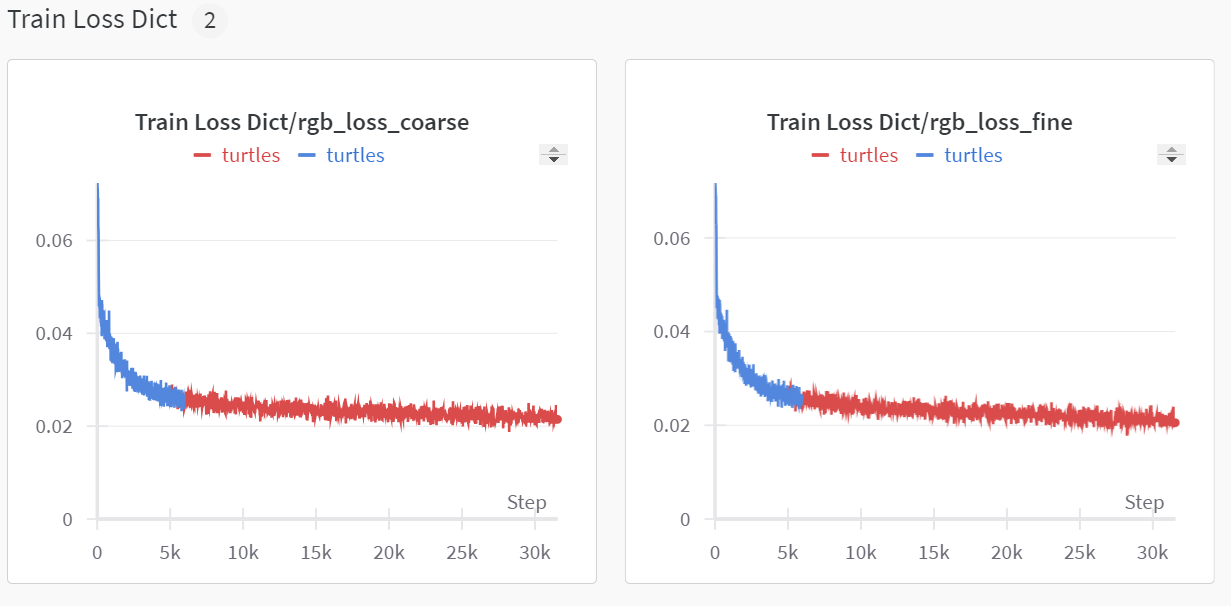 Train Loss Dict 2
Train Loss Dict/rgb_loss_coarse
turtles turtles
0.06
0.04
0.02
0
Step
0 5k 10k 15k 20k 25k 30k
Train Loss Dict/rgb_loss_fine
turtles turtles
0.06
0.04
0.02
0
Step
0 5k 10k 15k 20k 25k 30k